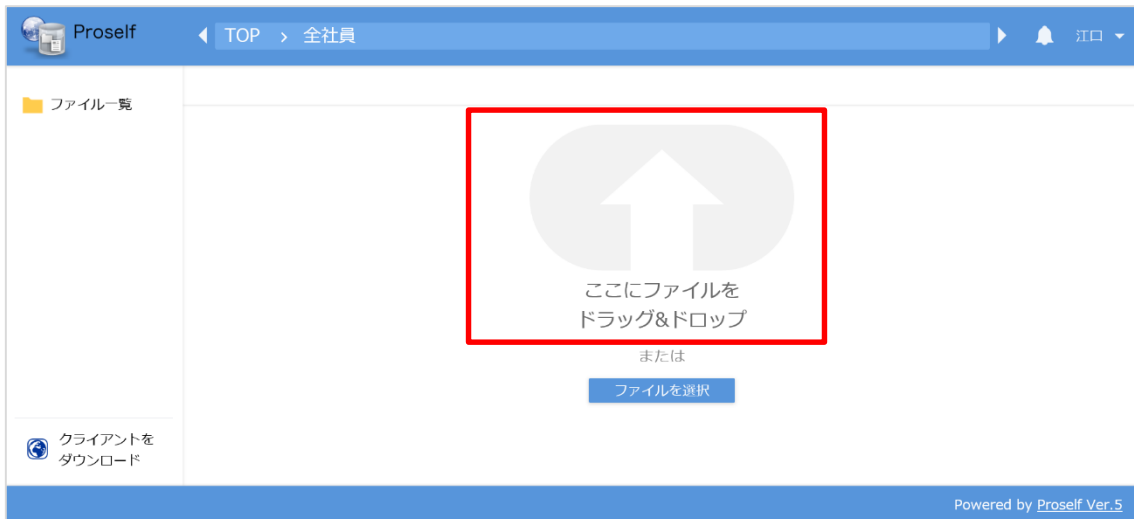 Proself
TOP > 全社員
江口
ファイル一覧
ここにファイルを
ドラッグ&ドロップ
または
ファイルを選択
クライアントを
ダウンロード
Powered by Proself Ver.5